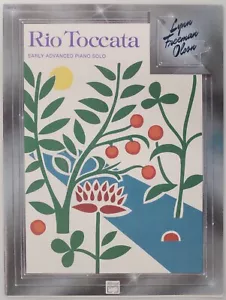 Rio Toccata
EARLY ADVANCED PIANO SOLO
Lynn
Freeman
Olson